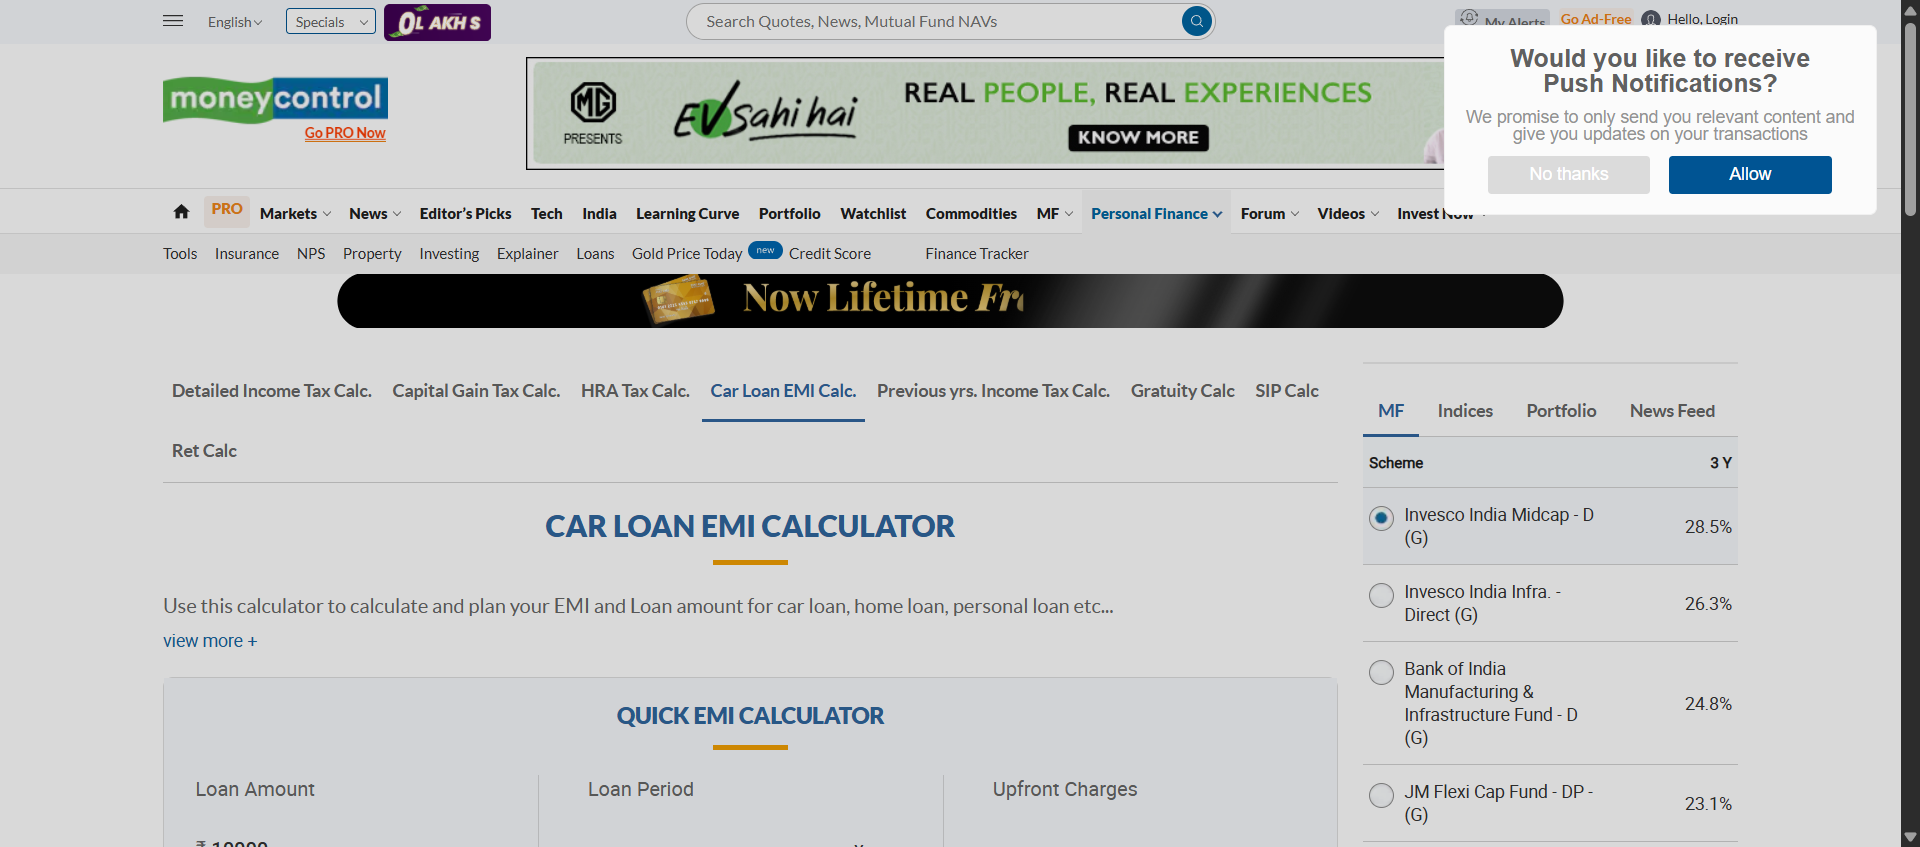 English
Specials
OL AKH S
Search Quotes, News, Mutual Fund NAVs
My Alerts
Go Ad-Free
Hello, Login
Would you like to receive
Push Notifications?
We promise to only send you relevant content and
give you updates on your transactions
No thanks
Allow
moneycontrol
Go PRO Now
MG
PRESENTS
EV Sahi hai
REAL PEOPLE, REAL EXPERIENCES
KNOW MORE
PRO
Markets
News
Editor's Picks
Tech
India
Learning Curve
Portfolio
Watchlist
Commodities
MF
Personal Finance
Forum
Videos
Invest Now
Tools
Insurance
NPS
Property
Investing
Explainer
Loans
Gold Price Today
new
Credit Score
Finance Tracker
Now Lifetime Fr
Detailed Income Tax Calc.
Capital Gain Tax Calc.
HRA Tax Calc.
Car Loan EMI Calc.
Previous yrs. Income Tax Calc.
Gratuity Calc
SIP Calc
Ret Calc
CAR LOAN EMI CALCULATOR
Use this calculator to calculate and plan your EMI and Loan amount for car loan, home loan, personal loan etc...
view more +
QUICK EMI CALCULATOR
Loan Amount
Loan Period
Upfront Charges
₹ 10000
MF
Indices
Portfolio
News Feed
Scheme
3 Y
Invesco India Midcap - D
(G)
28.5%
Invesco India Infra. -
Direct (G)
26.3%
Bank of India
Manufacturing &
Infrastructure Fund - D
(G)
24.8%
JM Flexi Cap Fund - DP -
(G)
23.1%